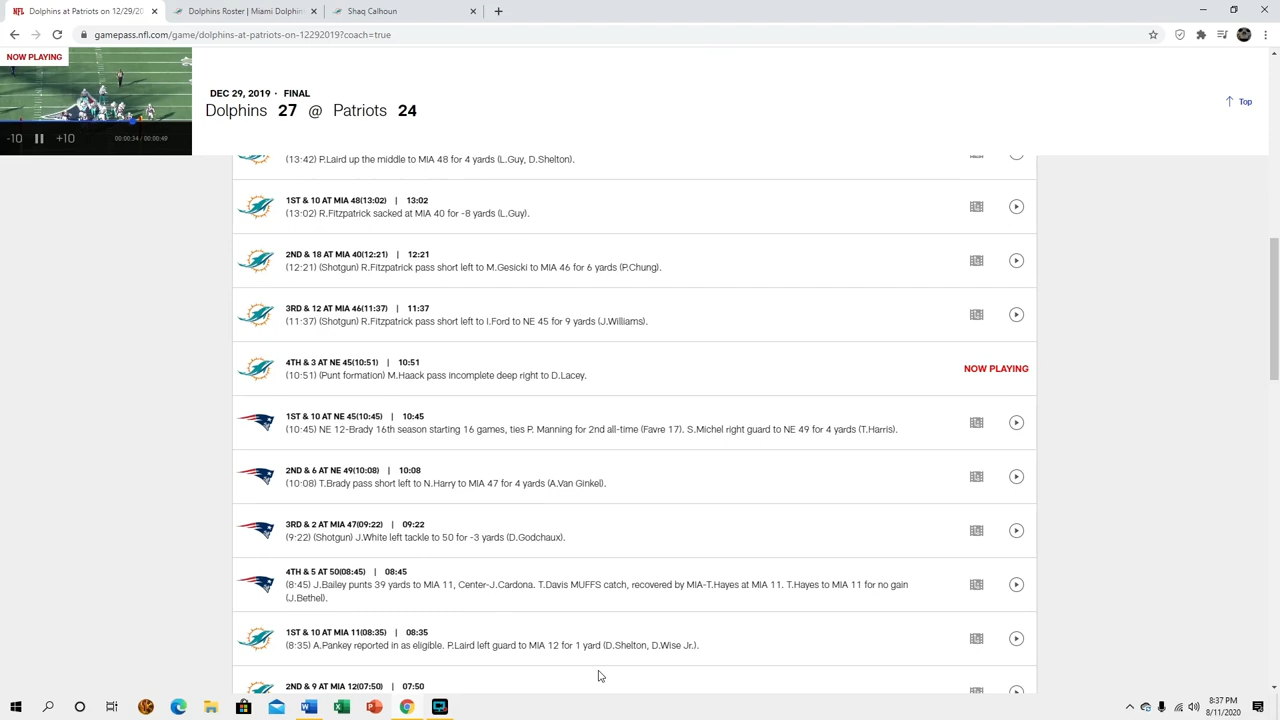 Dolphins at Patriots on 12/29/20
Dolphins Roster
Miami Dolphins
gamepass.nfl.com/game/dolphins-at-patriots-on-12292019?coach=true
NOW PLAYING
-10
+10
00:00:34 / 00:00:49
DEC 29, 2019 · FINAL
Dolphins 27 @ Patriots 24
Top
(13:42) P.Laird up the middle to MIA 48 for 4 yards (L.Guy, D.Shelton).
1ST & 10 AT MIA 48(13:02) | 13:02
(13:02) R.Fitzpatrick sacked at MIA 40 for -8 yards (L.Guy).
2ND & 18 AT MIA 40(12:21) | 12:21
(12:21) (Shotgun) R.Fitzpatrick pass short left to M.Gesicki to MIA 46 for 6 yards (P.Chung).
3RD & 12 AT MIA 46(11:37) | 11:37
(11:37) (Shotgun) R.Fitzpatrick pass short left to I.Ford to NE 45 for 9 yards (J.Williams).
4TH & 3 AT NE 45(10:51) | 10:51
(10:51) (Punt formation) M.Haack pass incomplete deep right to D.Lacey.
NOW PLAYING
1ST & 10 AT NE 45(10:45) | 10:45
(10:45) NE 12-Brady 16th season starting 16 games, ties P. Manning for 2nd all-time (Favre 17). S.Michel right guard to NE 49 for 4 yards (T.Harris).
2ND & 6 AT NE 49(10:08) | 10:08
(10:08) T.Brady pass short left to N.Harry to MIA 47 for 4 yards (A.Van Ginkel).
3RD & 2 AT MIA 47(09:22) | 09:22
(9:22) (Shotgun) J.White left tackle to 50 for -3 yards (D.Godchaux).
4TH & 5 AT 50(08:45) | 08:45
(8:45) J.Bailey punts 39 yards to MIA 11, Center-J.Cardona. T.Davis MUFFS catch, recovered by MIA-T.Hayes at MIA 11. T.Hayes to MIA 11 for no gain
(J.Bethel).
1ST & 10 AT MIA 11(08:35) | 08:35
(8:35) A.Pankey reported in as eligible. P.Laird left guard to MIA 12 for 1 yard (D.Shelton, D.Wise Jr.).
2ND & 9 AT MIA 12(07:50) | 07:50
8:37 PM
8/11/2020